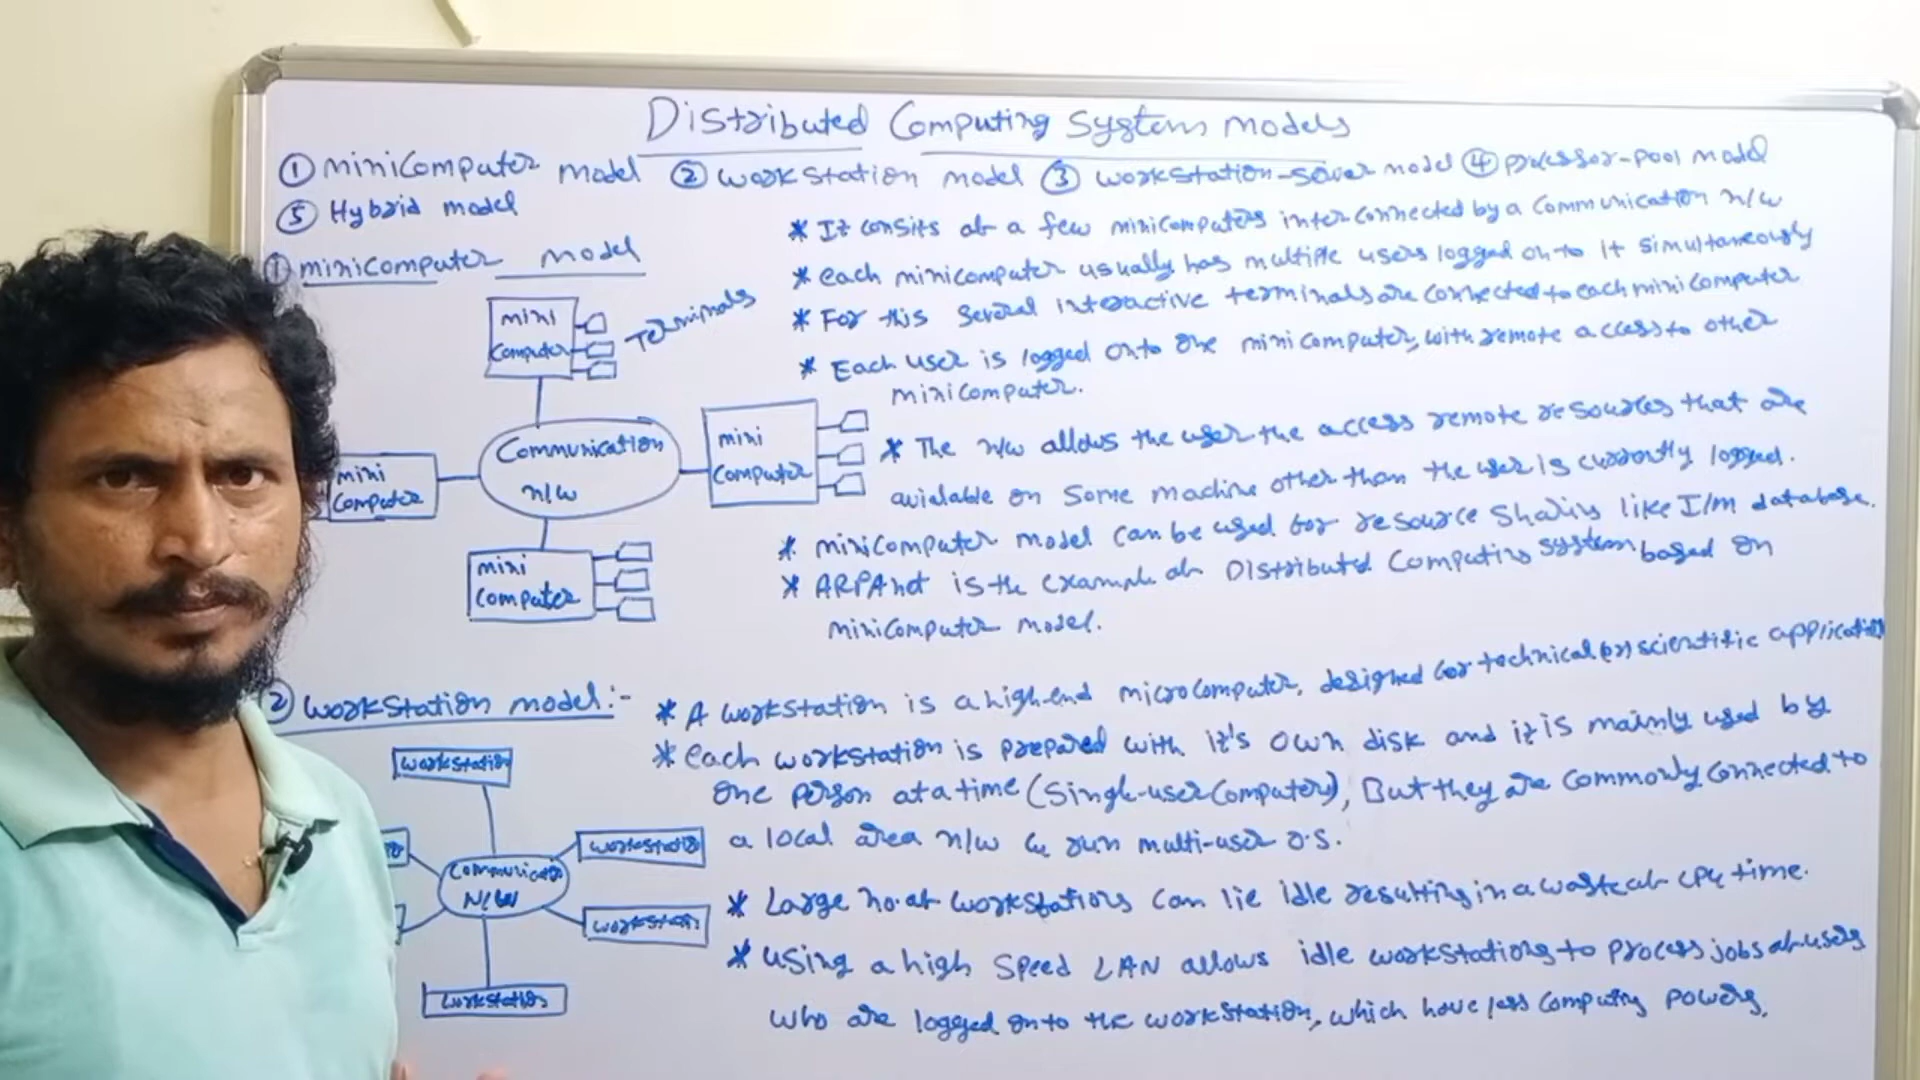 Distributed Computing System models
① minicomputer model ② workstation model ③ workstation-server model ④ processor-pool model
⑤ Hybrid model
① minicomputer model
mini
computer
Terminals
Communication
n/w
mini
computer
mini
computer
mini
computer
* It consits of a few minicomputers interconnected by a communication n/w
* each minicomputer usually has multiple users logged on to it simultaneously
* For this several interactive terminals are connected to each minicomputer
* Each user is logged onto one minicomputer, with remote access to other
minicomputer.
* The n/w allows the user the access remote resources that are
avialable on some machine other than the user is currently logged.
* minicomputer model can be used for resource sharing like I/m database.
* ARPAnet is the example of Distributed Computing system based on
minicomputer model.
2) workstation model:-
workstation
workstation
Communication
N/W
workstation
workstation
* A workstation is a high-end microcomputer, designed for technical (or) scientific application
* each workstation is prepared with it's own disk and it is mainly used by
one person at a time (single-user computer), But they are commonly connected to
a local area n/w & run multi-user o.s.
* Large no. of workstations can lie idle resulting in a waste of cpu time.
* using a high speed LAN allows idle workstations to process jobs of users
who are logged onto the workstation, which have less computing powers.